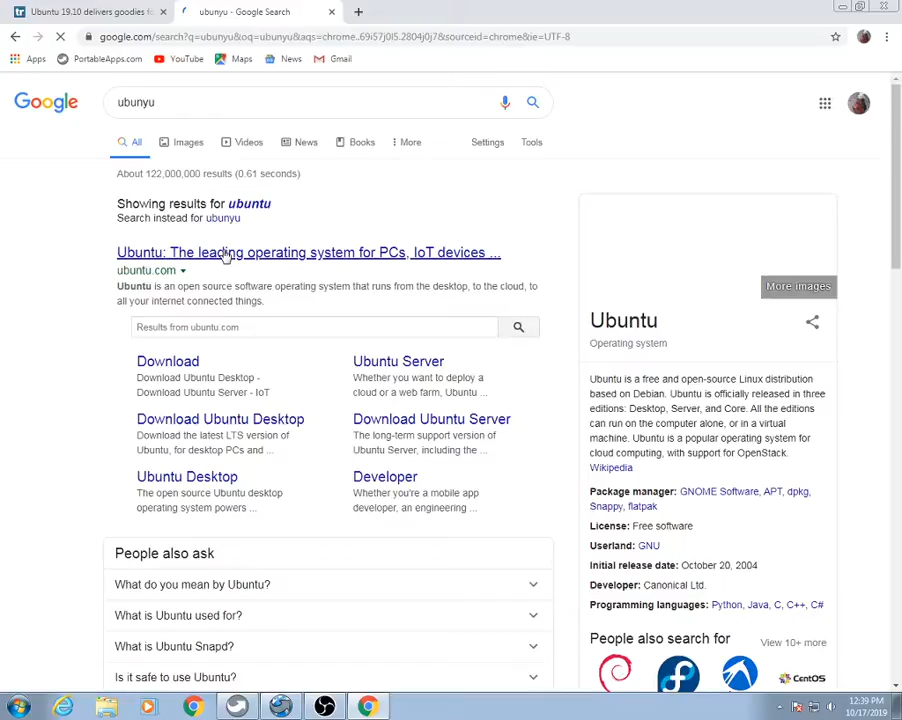 Ubuntu 19.10 delivers goodies fo
ubunyu - Google Search
google.com/search?q=ubunyu&oq=ubunyu&aqs=chrome..69i57j0l5.2804j0j7&sourceid=chrome&ie=UTF-8
Apps PortableApps.com YouTube Maps News Gmail
Google
ubunyu
All Images Videos News Books More Settings Tools
About 122,000,000 results (0.61 seconds)
Showing results for ubuntu
Search instead for ubunyu
Ubuntu: The leading operating system for PCs, IoT devices ...
ubuntu.com
Ubuntu is an open source software operating system that runs from the desktop, to the cloud, to
all your internet connected things.
Results from ubuntu.com
Download
Download Ubuntu Desktop -
Download Ubuntu Server - IoT
Ubuntu Server
Whether you want to deploy a
cloud or a web farm, Ubuntu ...
Download Ubuntu Desktop
Download the latest LTS version of
Ubuntu, for desktop PCs and ...
Download Ubuntu Server
The long-term support version of
Ubuntu Server, including the ...
Ubuntu Desktop
The open source Ubuntu desktop
operating system powers ...
Developer
Whether you're a mobile app
developer, an engineering ...
People also ask
What do you mean by Ubuntu?
What is Ubuntu used for?
What is Ubuntu Snapd?
Is it safe to use Ubuntu?
More images
Ubuntu
Operating system
Ubuntu is a free and open-source Linux distribution
based on Debian. Ubuntu is officially released in three
editions: Desktop, Server, and Core. All the editions
can run on the computer alone, or in a virtual
machine. Ubuntu is a popular operating system for
cloud computing, with support for OpenStack.
Wikipedia
Package manager: GNOME Software, APT, dpkg,
Snappy, flatpak
License: Free software
Userland: GNU
Initial release date: October 20, 2004
Developer: Canonical Ltd.
Programming languages: Python, Java, C, C++, C#
People also search for View 10+ more
CentOS
12:39 PM
10/17/2019